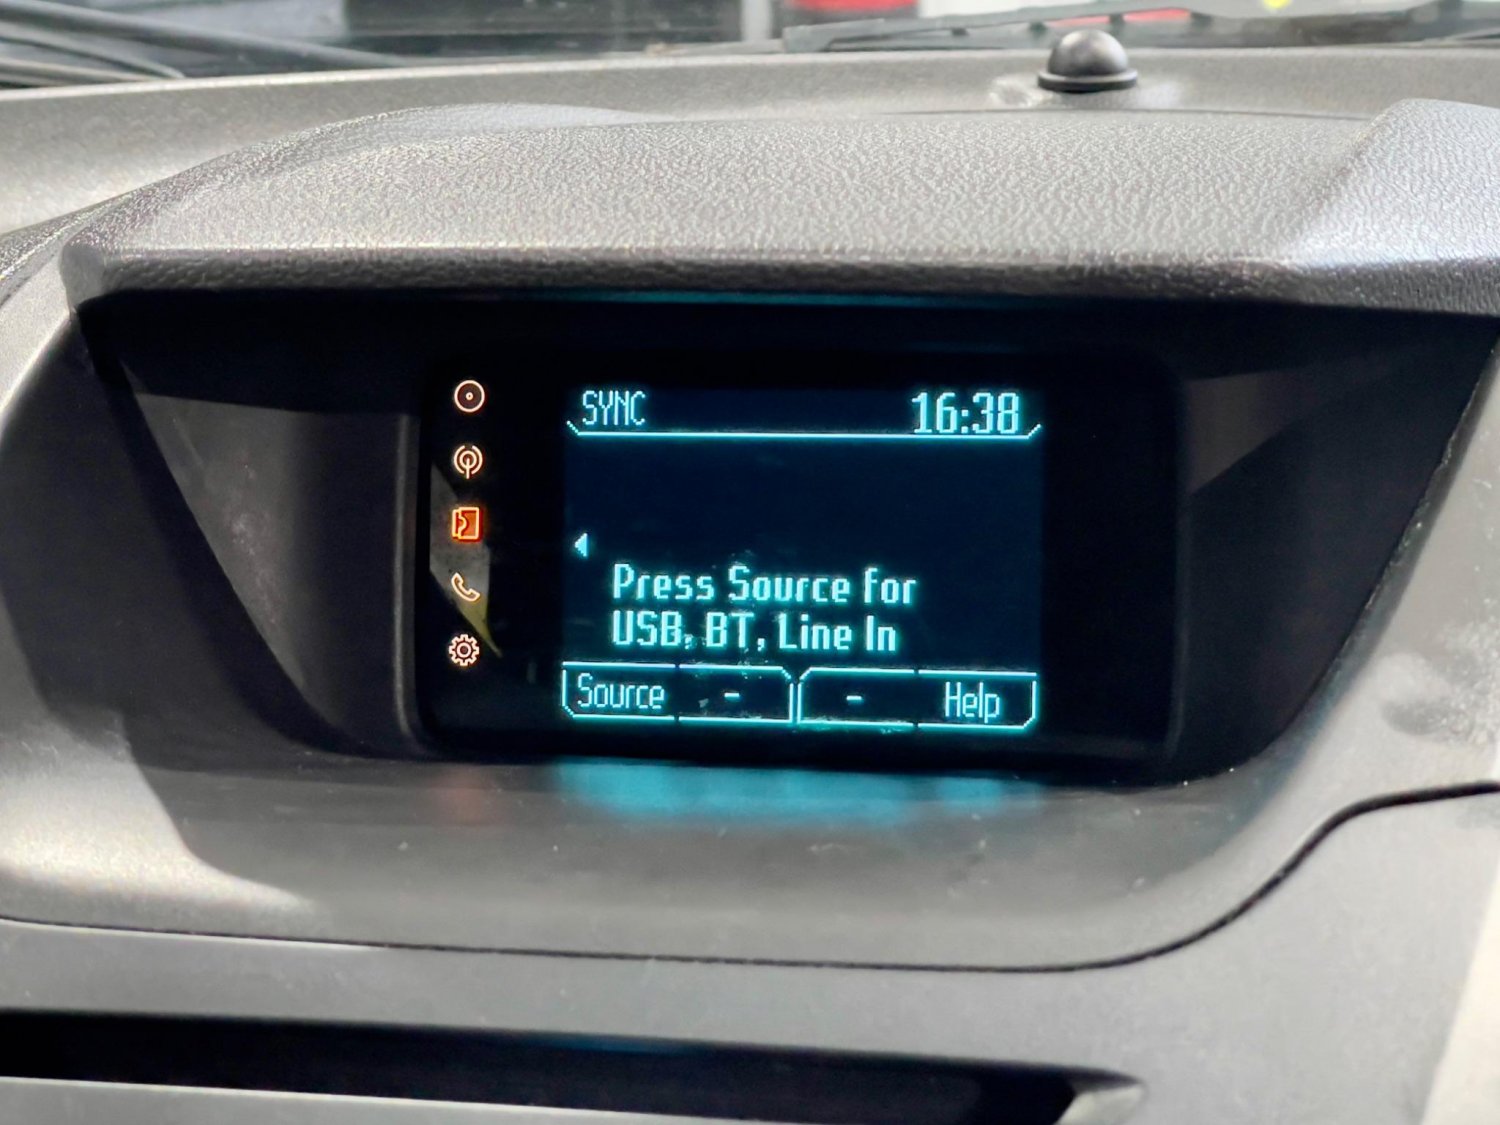 SYNC 16:38
Press Source for
USB, BT, Line In
Source - - Help